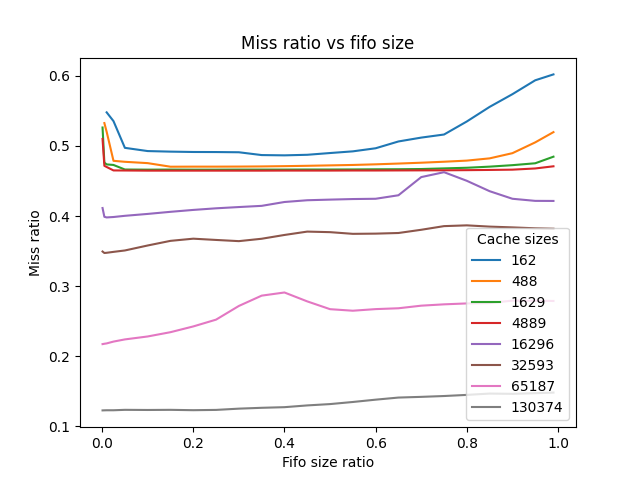 Miss ratio vs fifo size
0.6
0.5
0.4
0.3
0.2
0.1
Miss ratio
Cache sizes
162
488
1629
4889
16296
32593
65187
130374
0.0 0.2 0.4 0.6 0.8 1.0
Fifo size ratio